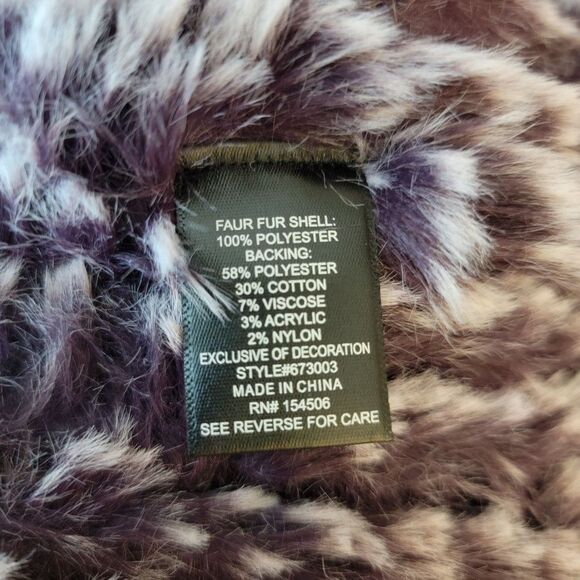 FAUR FUR SHELL:
100% POLYESTER
BACKING:
58% POLYESTER
30% COTTON
7% VISCOSE
3% ACRYLIC
2% NYLON
EXCLUSIVE OF DECORATION
STYLE#673003
MADE IN CHINA
RN# 154506
SEE REVERSE FOR CARE